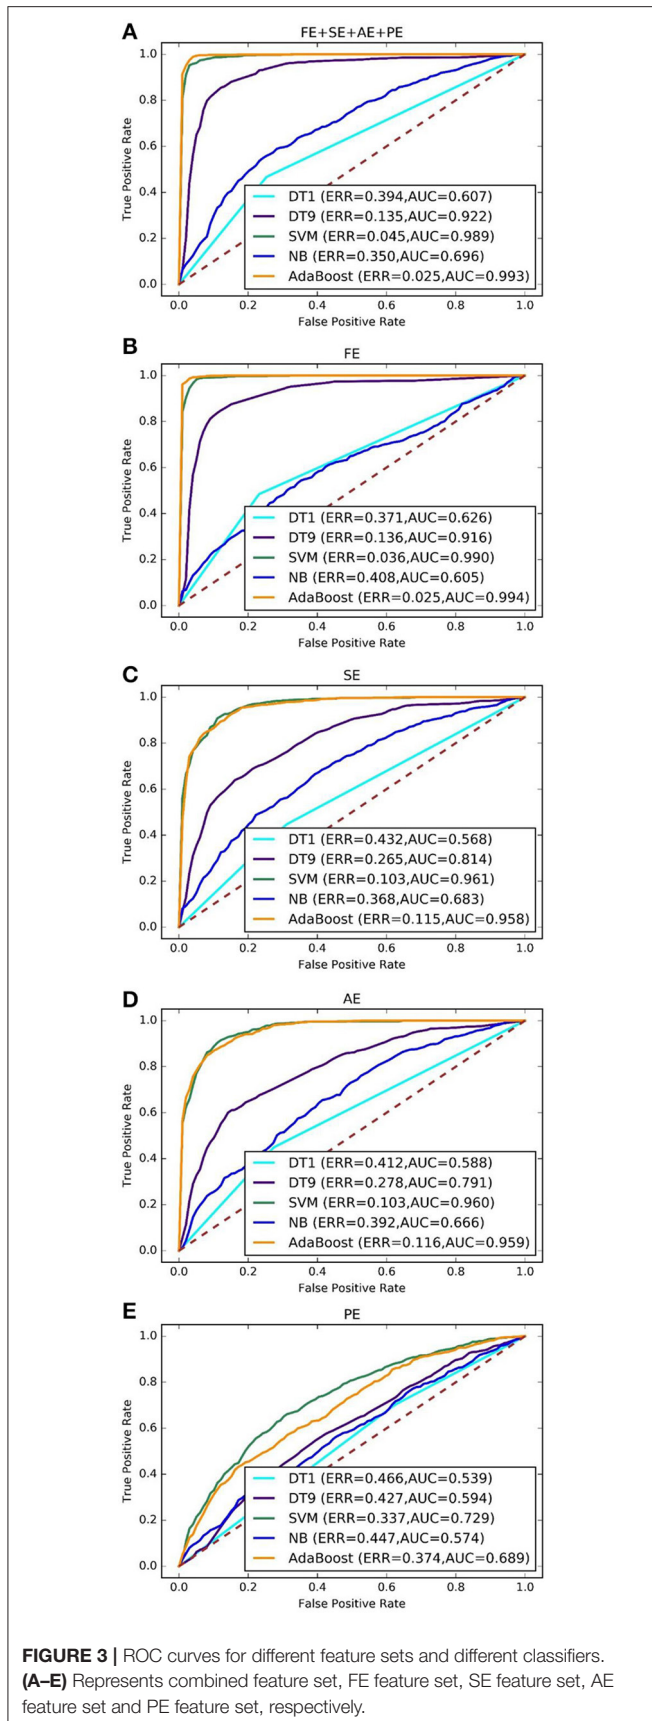 A
FE+SE+AE+PE
1.0
0.8
0.6
0.4
0.2
0.0
True Positive Rate
DT1 (ERR=0.394,AUC=0.607)
DT9 (ERR=0.135,AUC=0.922)
SVM (ERR=0.045,AUC=0.989)
NB (ERR=0.350,AUC=0.696)
AdaBoost (ERR=0.025,AUC=0.993)
0.0 0.2 0.4 0.6 0.8 1.0
False Positive Rate
B
FE
1.0
0.8
0.6
0.4
0.2
0.0
True Positive Rate
DT1 (ERR=0.371,AUC=0.626)
DT9 (ERR=0.136,AUC=0.916)
SVM (ERR=0.036,AUC=0.990)
NB (ERR=0.408,AUC=0.605)
AdaBoost (ERR=0.025,AUC=0.994)
0.0 0.2 0.4 0.6 0.8 1.0
False Positive Rate
C
SE
1.0
0.8
0.6
0.4
0.2
0.0
True Positive Rate
DT1 (ERR=0.432,AUC=0.568)
DT9 (ERR=0.265,AUC=0.814)
SVM (ERR=0.103,AUC=0.961)
NB (ERR=0.368,AUC=0.683)
AdaBoost (ERR=0.115,AUC=0.958)
0.0 0.2 0.4 0.6 0.8 1.0
False Positive Rate
D
AE
1.0
0.8
0.6
0.4
0.2
0.0
True Positive Rate
DT1 (ERR=0.412,AUC=0.588)
DT9 (ERR=0.278,AUC=0.791)
SVM (ERR=0.103,AUC=0.960)
NB (ERR=0.392,AUC=0.666)
AdaBoost (ERR=0.116,AUC=0.959)
0.0 0.2 0.4 0.6 0.8 1.0
False Positive Rate
E
PE
1.0
0.8
0.6
0.4
0.2
0.0
True Positive Rate
DT1 (ERR=0.466,AUC=0.539)
DT9 (ERR=0.427,AUC=0.594)
SVM (ERR=0.337,AUC=0.729)
NB (ERR=0.447,AUC=0.574)
AdaBoost (ERR=0.374,AUC=0.689)
0.0 0.2 0.4 0.6 0.8 1.0
False Positive Rate
FIGURE 3 | ROC curves for different feature sets and different classifiers.
(A–E) Represents combined feature set, FE feature set, SE feature set, AE
feature set and PE feature set, respectively.